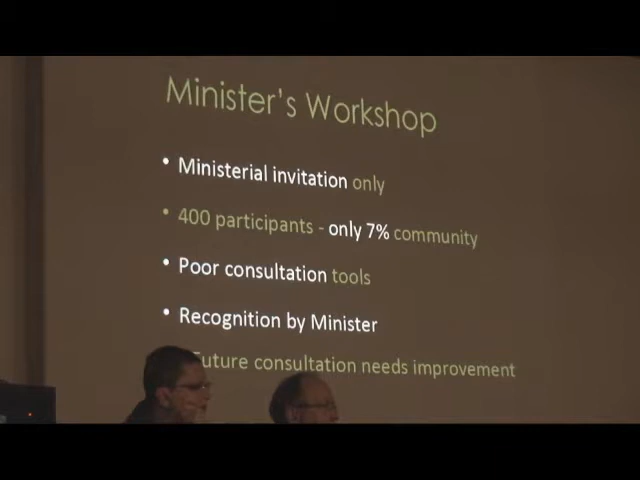 Minister's Workshop
• Ministerial invitation only
• 400 participants - only 7% community
• Poor consultation tools
• Recognition by Minister
Future consultation needs improvement